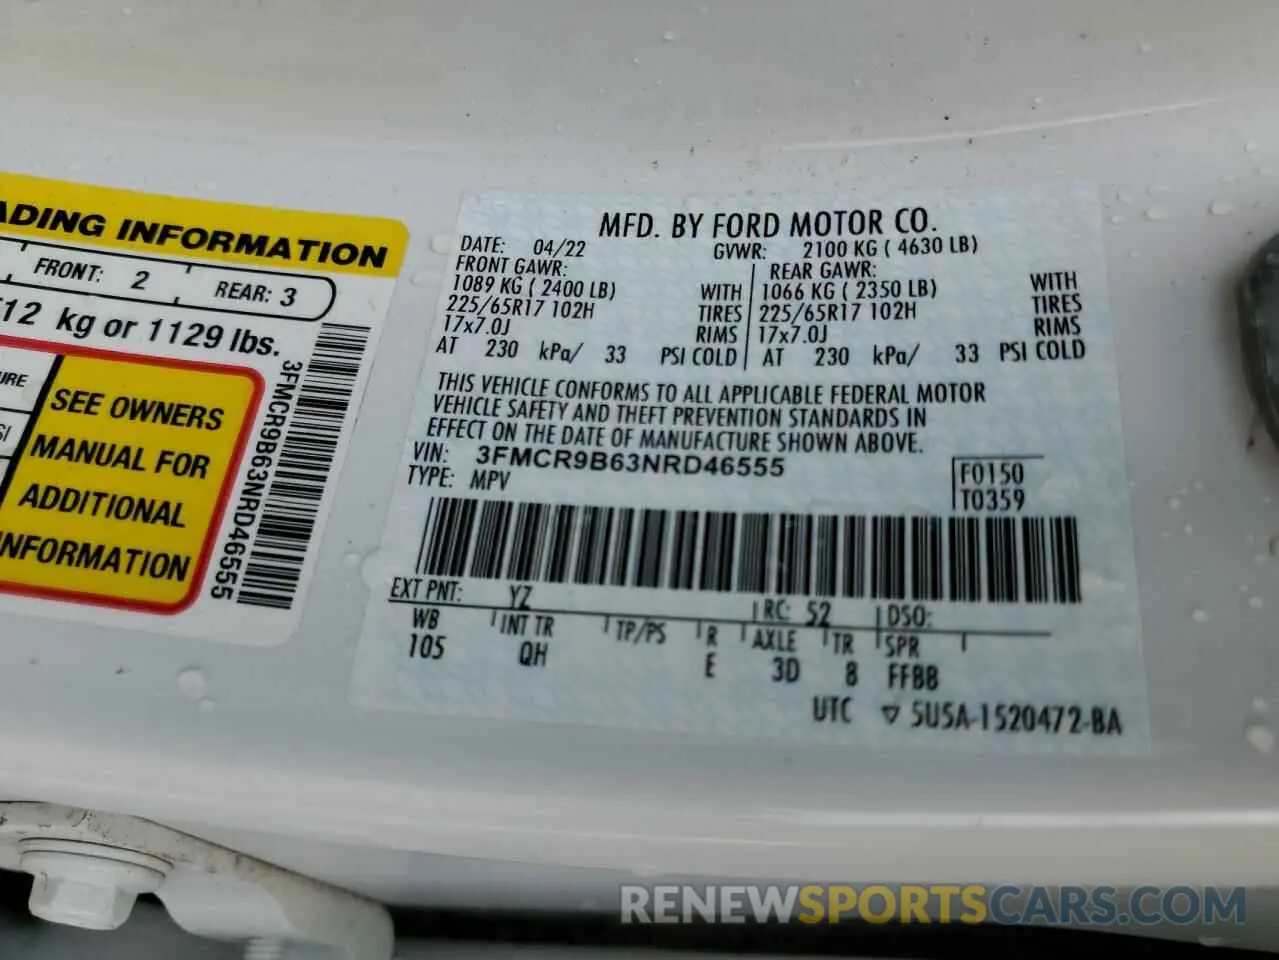 ADING INFORMATION
FRONT: 2 REAR: 3
kg or 1129 lbs.
SEE OWNERS
MANUAL FOR
ADDITIONAL
INFORMATION
3FMCR9B63NRD46555
MFD. BY FORD MOTOR CO.
DATE: 04/22 GVWR: 2100 KG ( 4630 LB)
FRONT GAWR: REAR GAWR:
1089 KG ( 2400 LB) WITH 1066 KG ( 2350 LB) WITH
225/65R17 102H TIRES 225/65R17 102H TIRES
17x7.0J RIMS 17x7.0J RIMS
AT 230 kPa/ 33 PSI COLD AT 230 kPa/ 33 PSI COLD
THIS VEHICLE CONFORMS TO ALL APPLICABLE FEDERAL MOTOR
VEHICLE SAFETY AND THEFT PREVENTION STANDARDS IN
EFFECT ON THE DATE OF MANUFACTURE SHOWN ABOVE.
VIN: 3FMCR9B63NRD46555
TYPE: MPV
F0150
T0359
EXT PNT: YZ RC: 52 DSO:
WB INT TR TP/PS R AXLE TR SPR
105 QH E 3D 8 FFBB
UTC ▽ 5U5A-1520472-BA
RENEWSPORTSCARS.COM